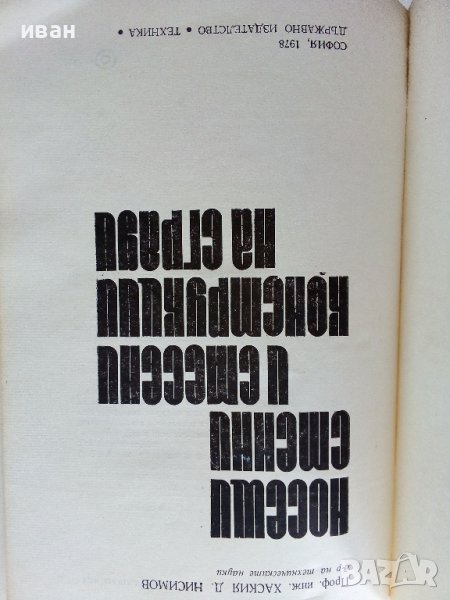 Проф. инж. ХАСКИЯ Д. НИСИМОВ
д-р на техническите науки
носещи
стенни
и смесени
конструкции
на сгради
СОФИЯ, 1978
ДЪРЖАВНО ИЗДАТЕЛСТВО • ТЕХНИКА •
иван
BAZAR